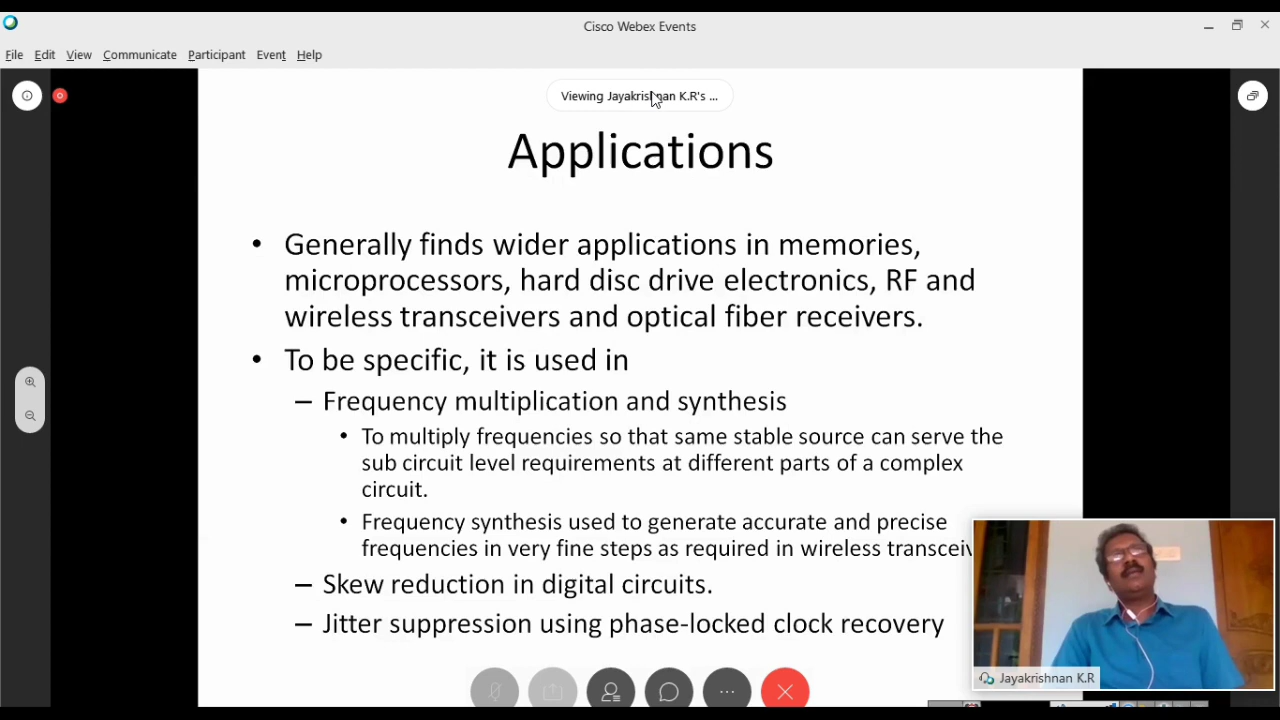 Cisco Webex Events
File Edit View Communicate Participant Event Help
Viewing Jayakrishnan K.R's ...
Applications
• Generally finds wider applications in memories,
microprocessors, hard disc drive electronics, RF and
wireless transceivers and optical fiber receivers.
• To be specific, it is used in
– Frequency multiplication and synthesis
• To multiply frequencies so that same stable source can serve the
sub circuit level requirements at different parts of a complex
circuit.
• Frequency synthesis used to generate accurate and precise
frequencies in very fine steps as required in wireless transceiv
– Skew reduction in digital circuits.
– Jitter suppression using phase-locked clock recovery
Jayakrishnan K.R